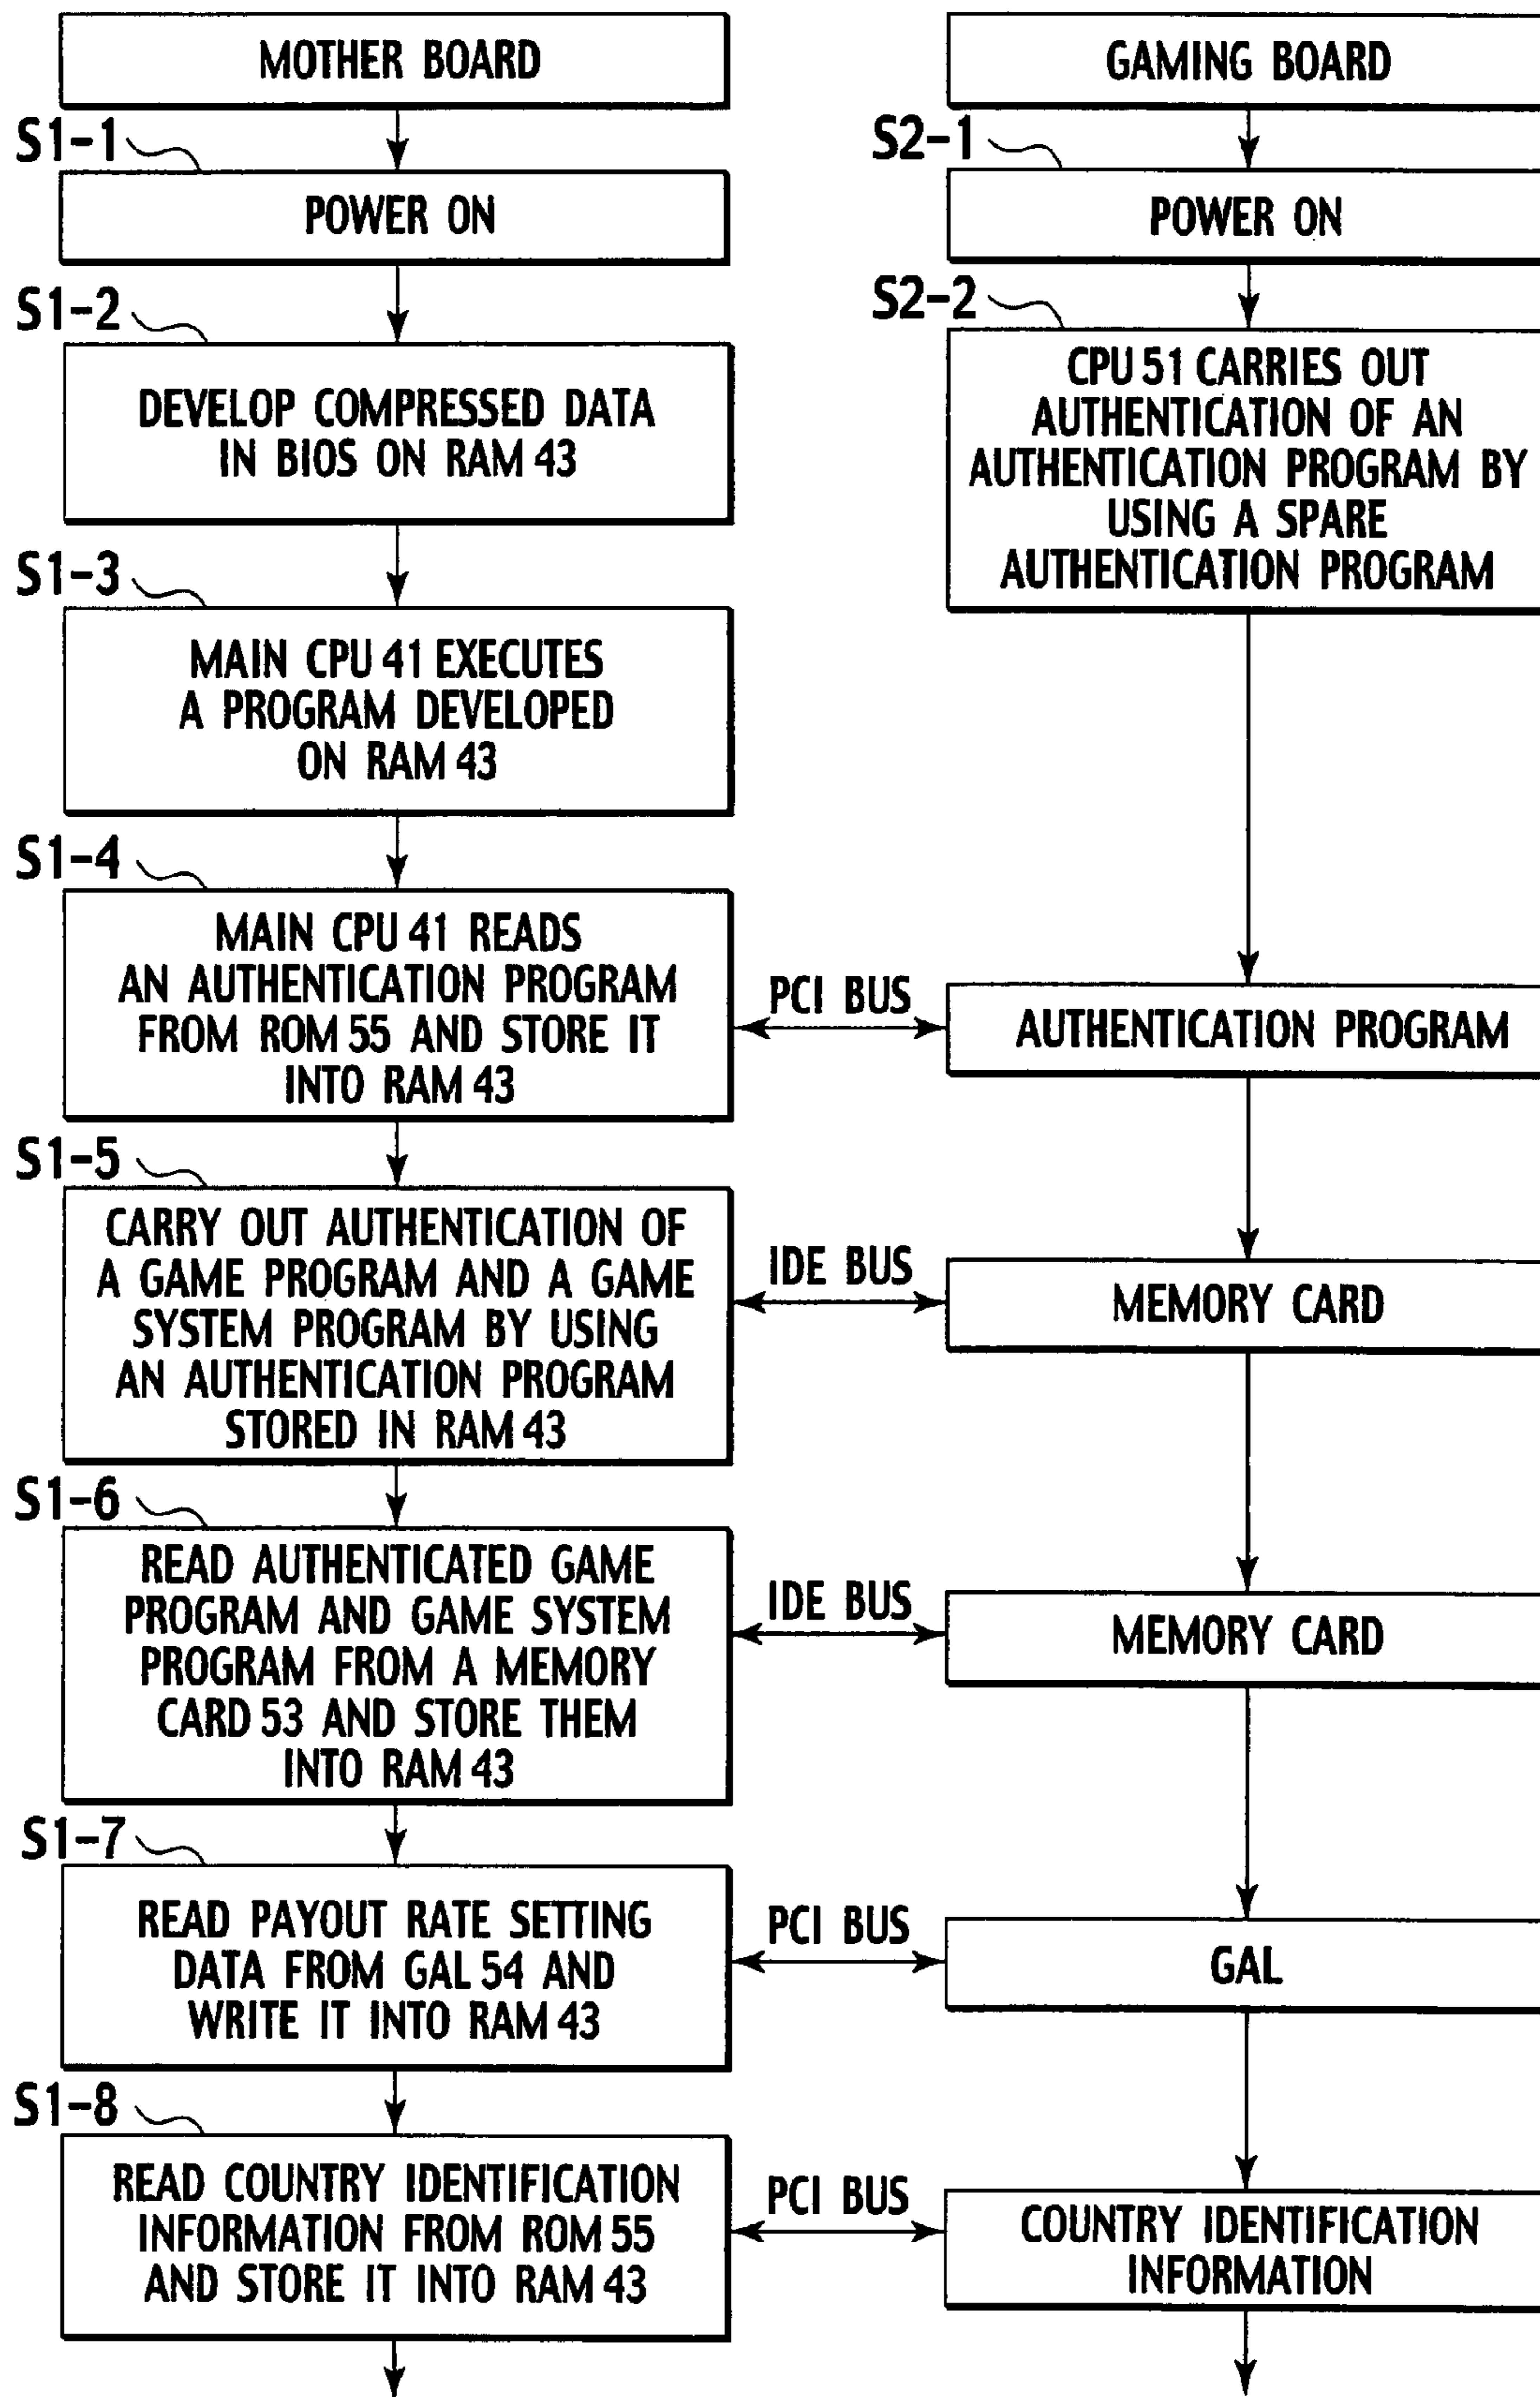 MOTHER BOARD
S1-1
POWER ON
S1-2
DEVELOP COMPRESSED DATA
IN BIOS ON RAM 43
S1-3
MAIN CPU 41 EXECUTES
A PROGRAM DEVELOPED
ON RAM 43
S1-4
MAIN CPU 41 READS
AN AUTHENTICATION PROGRAM
FROM ROM 55 AND STORE IT
INTO RAM 43
S1-5
CARRY OUT AUTHENTICATION OF
A GAME PROGRAM AND A GAME
SYSTEM PROGRAM BY USING
AN AUTHENTICATION PROGRAM
STORED IN RAM 43
S1-6
READ AUTHENTICATED GAME
PROGRAM AND GAME SYSTEM
PROGRAM FROM A MEMORY
CARD 53 AND STORE THEM
INTO RAM 43
S1-7
READ PAYOUT RATE SETTING
DATA FROM GAL 54 AND
WRITE IT INTO RAM 43
S1-8
READ COUNTRY IDENTIFICATION
INFORMATION FROM ROM 55
AND STORE IT INTO RAM 43
GAMING BOARD
S2-1
POWER ON
S2-2
CPU 51 CARRIES OUT
AUTHENTICATION OF AN
AUTHENTICATION PROGRAM BY
USING A SPARE
AUTHENTICATION PROGRAM
PCI BUS
AUTHENTICATION PROGRAM
IDE BUS
MEMORY CARD
IDE BUS
MEMORY CARD
PCI BUS
GAL
PCI BUS
COUNTRY IDENTIFICATION
INFORMATION